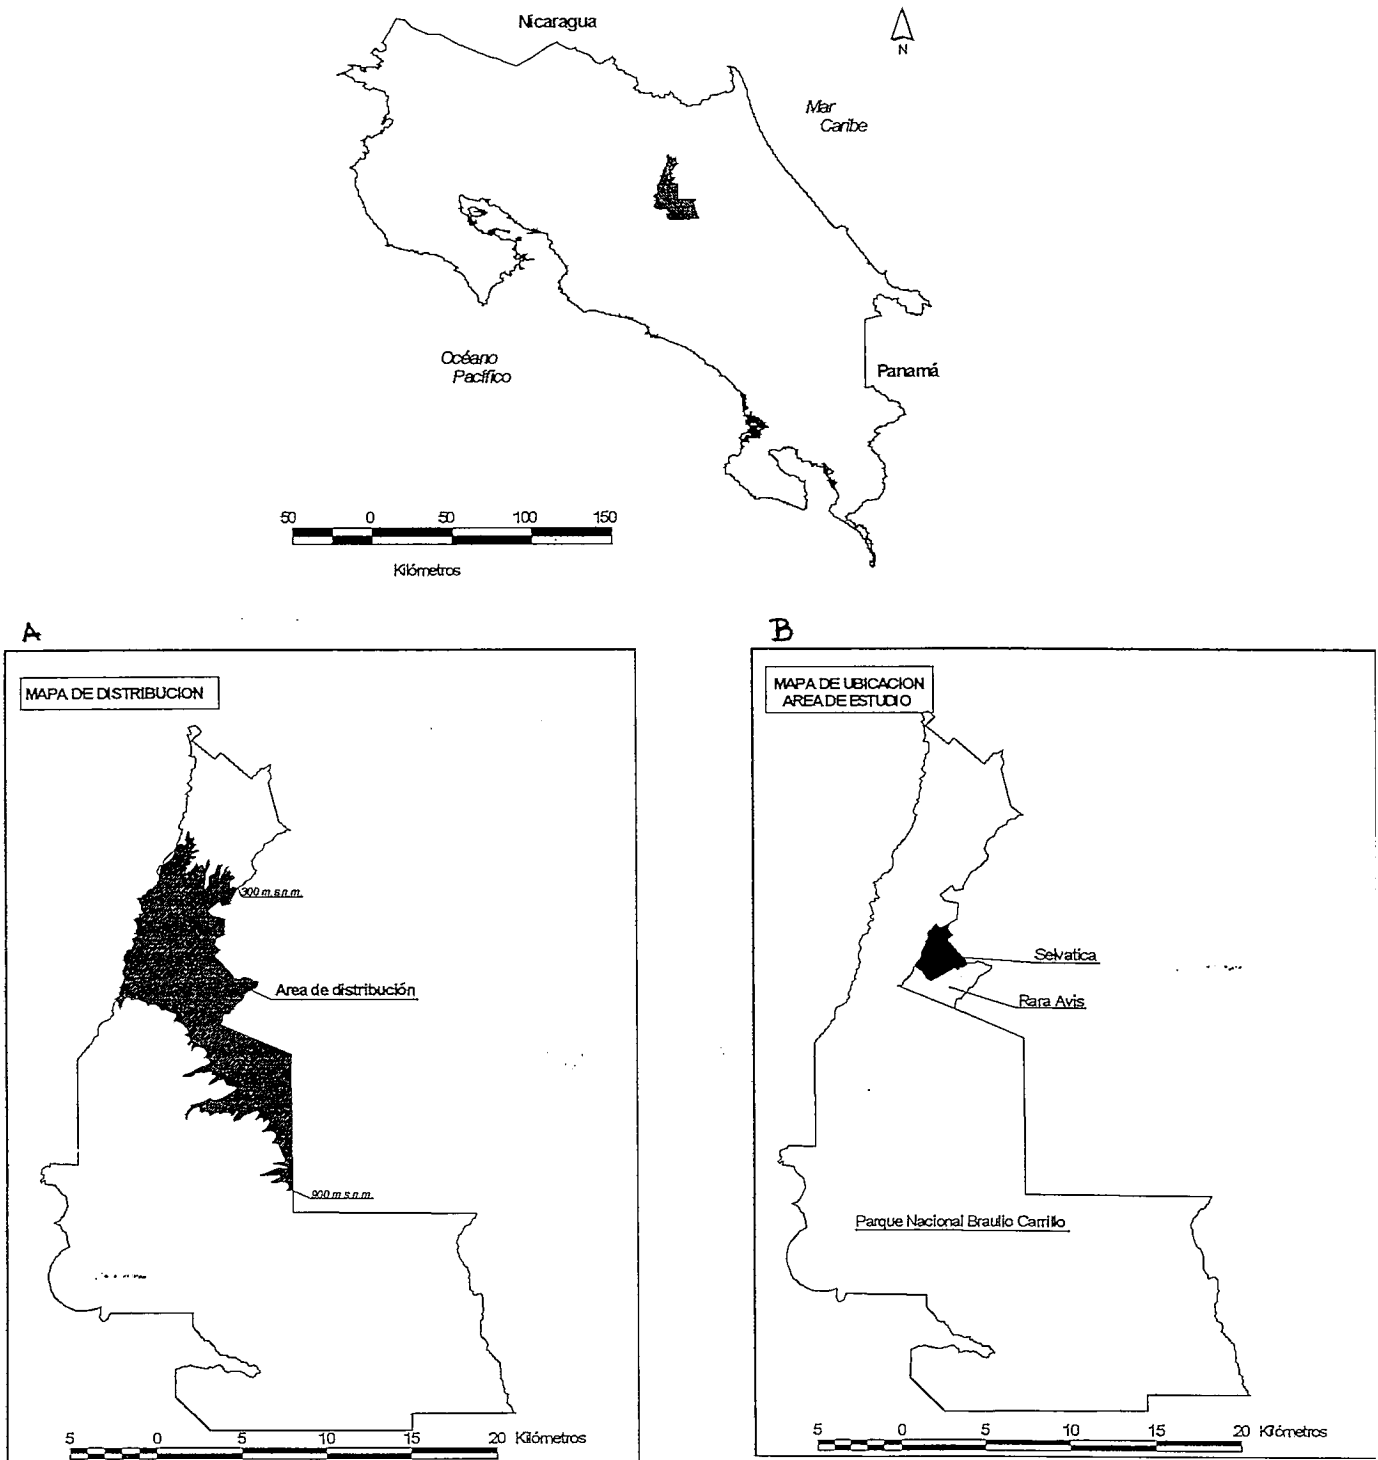 Nicaragua
N
Mar
Caribe
Océano
Pacífico
Panamá
50 0 50 100 150
Kilómetros
A
MAPA DE DISTRIBUCION
300 m.s.n.m.
Area de distribución
900 m.s.n.m.
5 0 5 10 15 20 Kilómetros
B
MAPA DE UBICACION
AREA DE ESTUDIO
Selvatica
Rara Avis
Parque Nacional Braulio Carrillo
5 0 5 10 15 20 Kilómetros